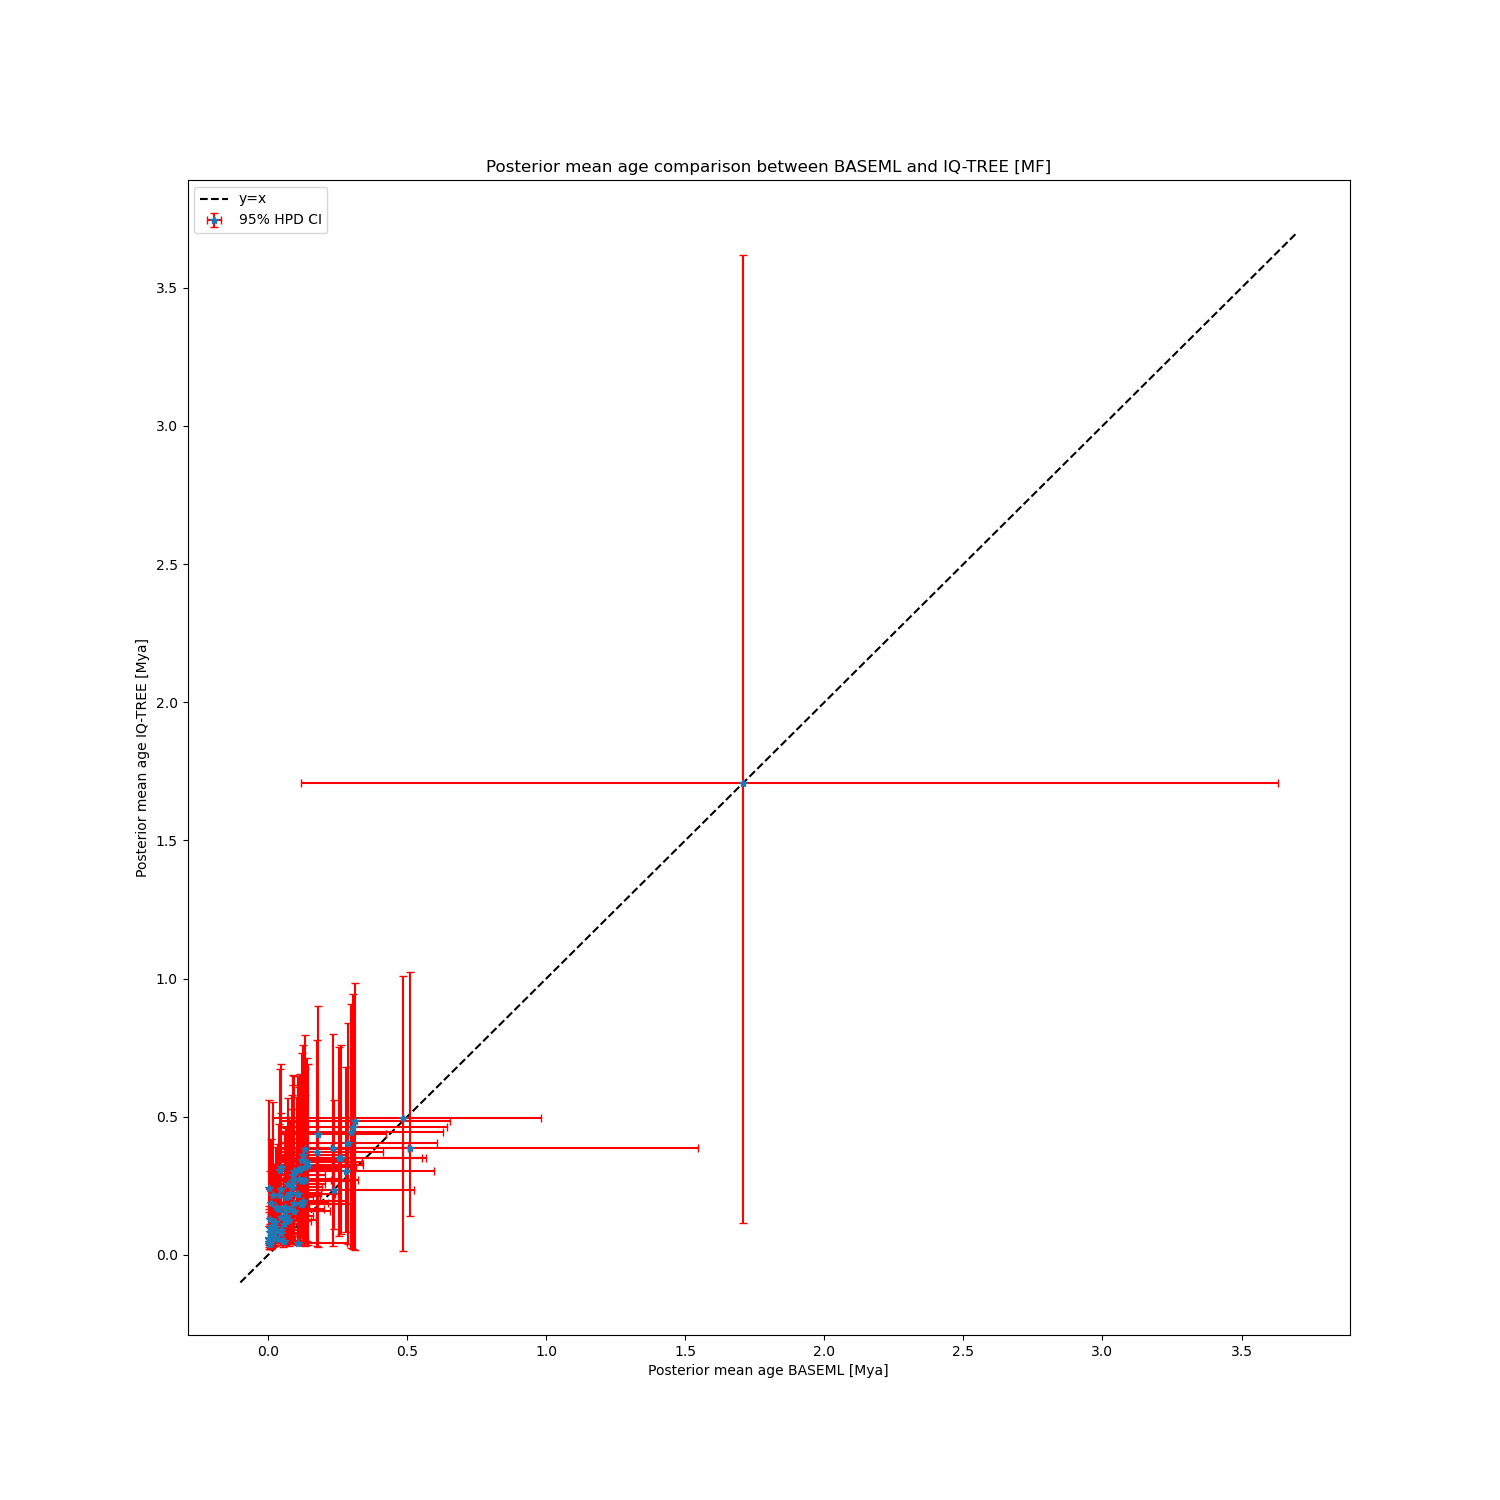 Posterior mean age comparison between BASEML and IQ-TREE [MF]
y=x
95% HPD CI
Posterior mean age IQ-TREE [Mya]
3.5
3.0
2.5
2.0
1.5
1.0
0.5
0.0
0.0 0.5 1.0 1.5 2.0 2.5 3.0 3.5
Posterior mean age BASEML [Mya]